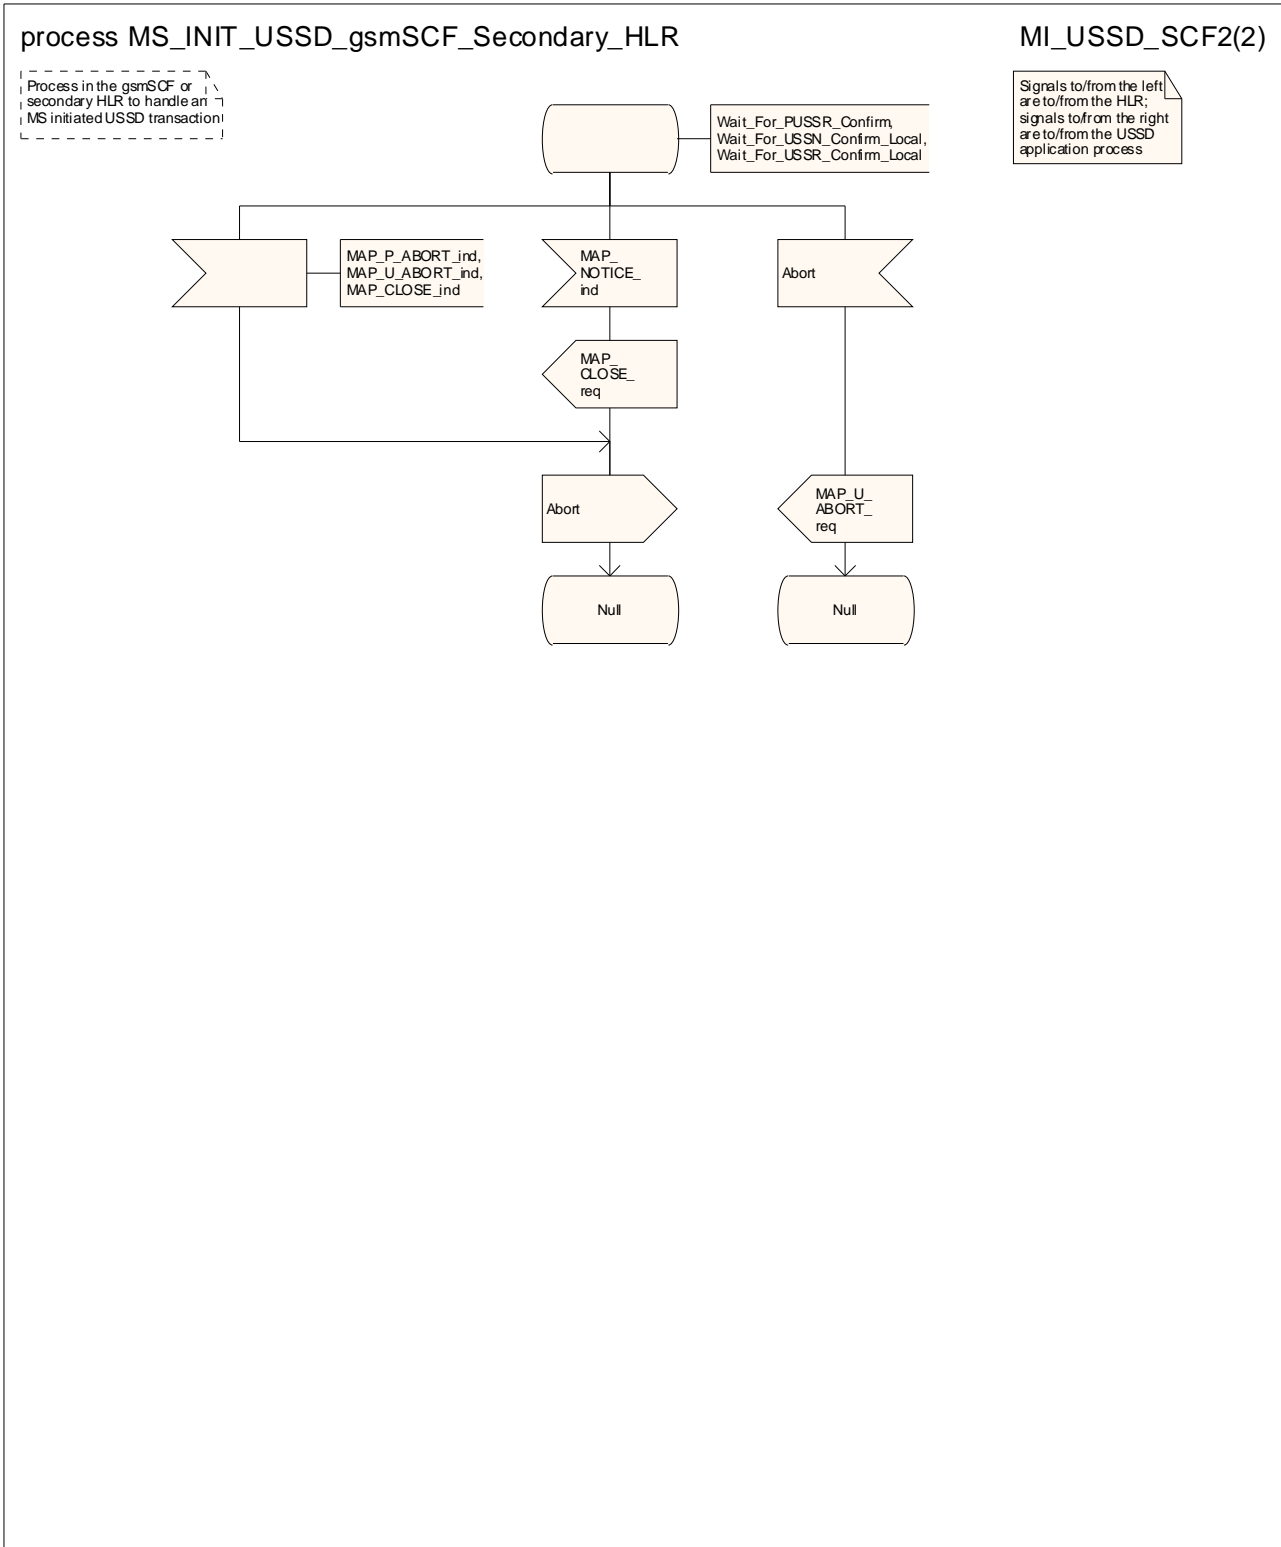 process MS_INIT_USSD_gsmSCF_Secondary_HLR
MI_USSD_SCF2(2)
Process in the gsmSCF or
secondary HLR to handle an
MS initiated USSD transaction
Signals to/from the left
are to/from the HLR;
signals to/from the right
are to/from the USSD
application process
Wait_For_PUSSR_Confirm,
Wait_For_USSN_Confirm_Local,
Wait_For_USSR_Confirm_Local
MAP_P_ABORT_ind,
MAP_U_ABORT_ind,
MAP_CLOSE_ind
MAP_
NOTICE_
ind
Abort
MAP_
CLOSE_
req
Abort
MAP_U_
ABORT_
req
Null
Null